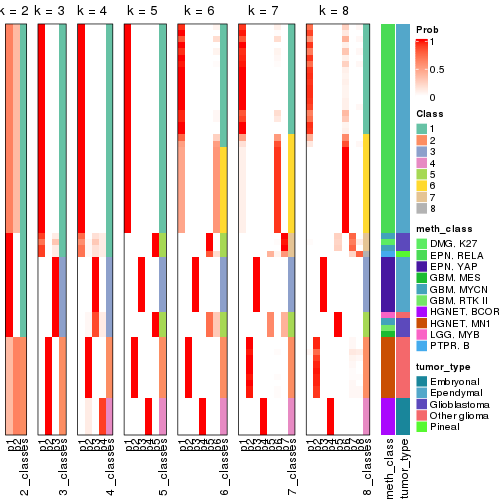 k = 2 k = 3 k = 4 k = 5 k = 6 k = 7 k = 8
Prob
1
0.5
0
Class
1
2
3
4
5
6
7
8
meth_class
DMG. K27
EPN. RELA
EPN. YAP
GBM. MES
GBM. MYCN
GBM. RTK II
HGNET. BCOR
HGNET. MN1
LGG. MYB
PTPR. B
tumor_type
Embryonal
Ependymal
Glioblastoma
Other glioma
Pineal
p1
p2
2_classes
p1
p2
p3
3_classes
p1
p2
p3
p4
4_classes
p1
p2
p3
p4
p5
5_classes
p1
p2
p3
p4
p5
p6
6_classes
p1
p2
p3
p4
p5
p6
p7
7_classes
p1
p2
p3
p4
p5
p6
p7
p8
8_classes
meth_class
tumor_type